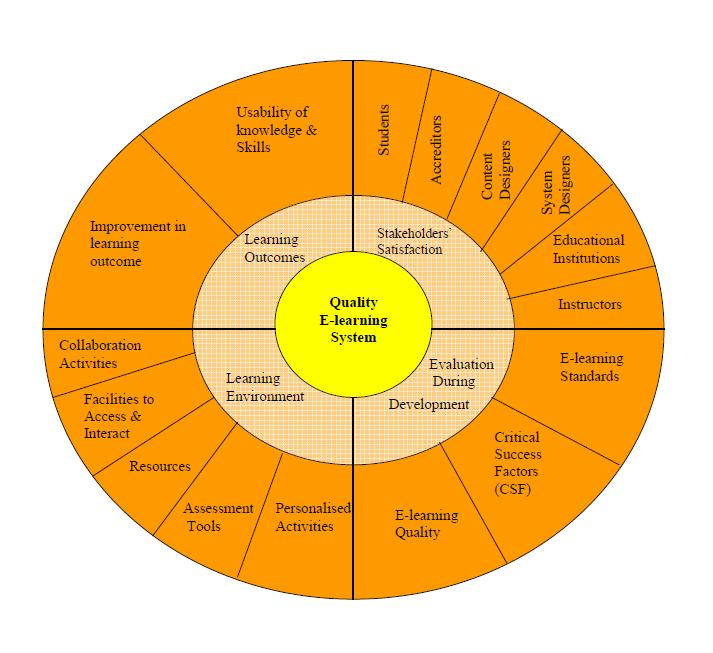 Usability of
knowledge &
Skills
Students
Accreditors
Content
Designers
System
Designers
Educational
Institutions
Instructors
Improvement in
learning
outcome
Learning
Outcomes
Stakeholders'
Satisfaction
Quality
E-learning
System
Learning
Environment
Evaluation
During
Development
E-learning
Standards
Critical
Success
Factors
(CSF)
E-learning
Quality
Personalised
Activities
Assessment
Tools
Resources
Facilities to
Access &
Interact
Collaboration
Activities